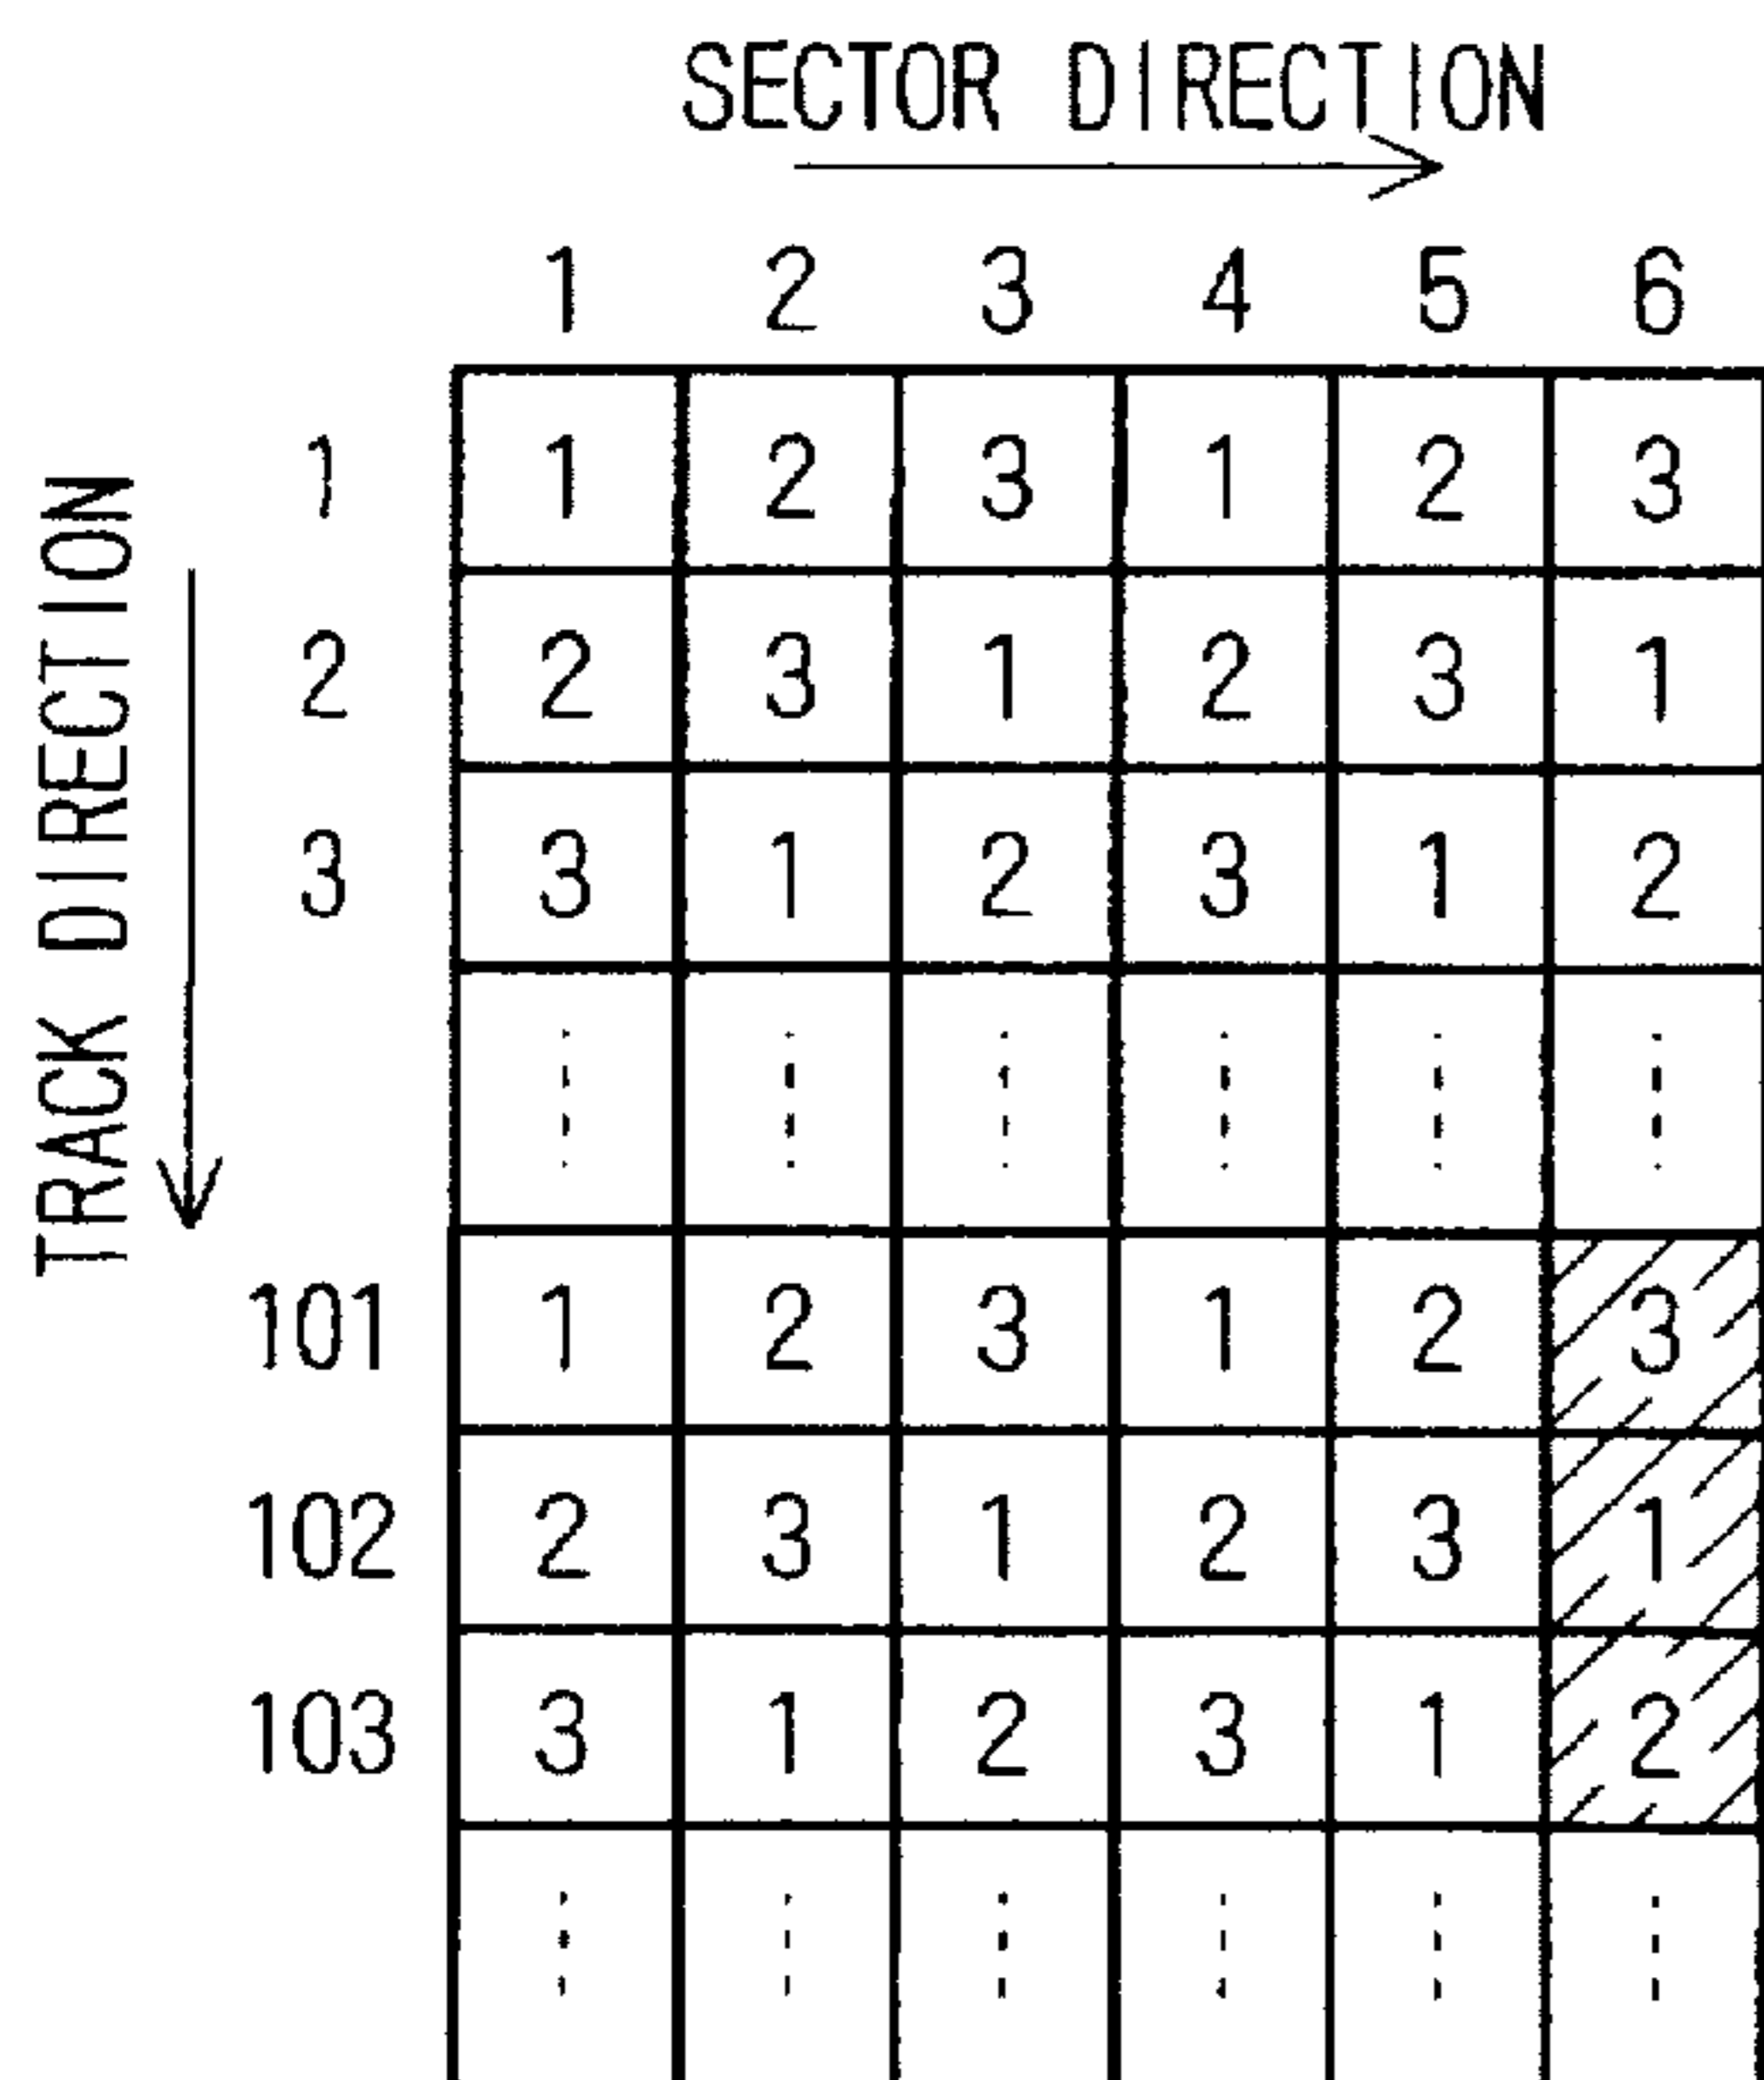 SECTOR DIRECTION
1 2 3 4 5 6
TRACK DIRECTION
1 1 2 3 1 2 3
2 2 3 1 2 3 1
3 3 1 2 3 1 2
101 1 2 3 1 2 3
102 2 3 1 2 3 1
103 3 1 2 3 1 2